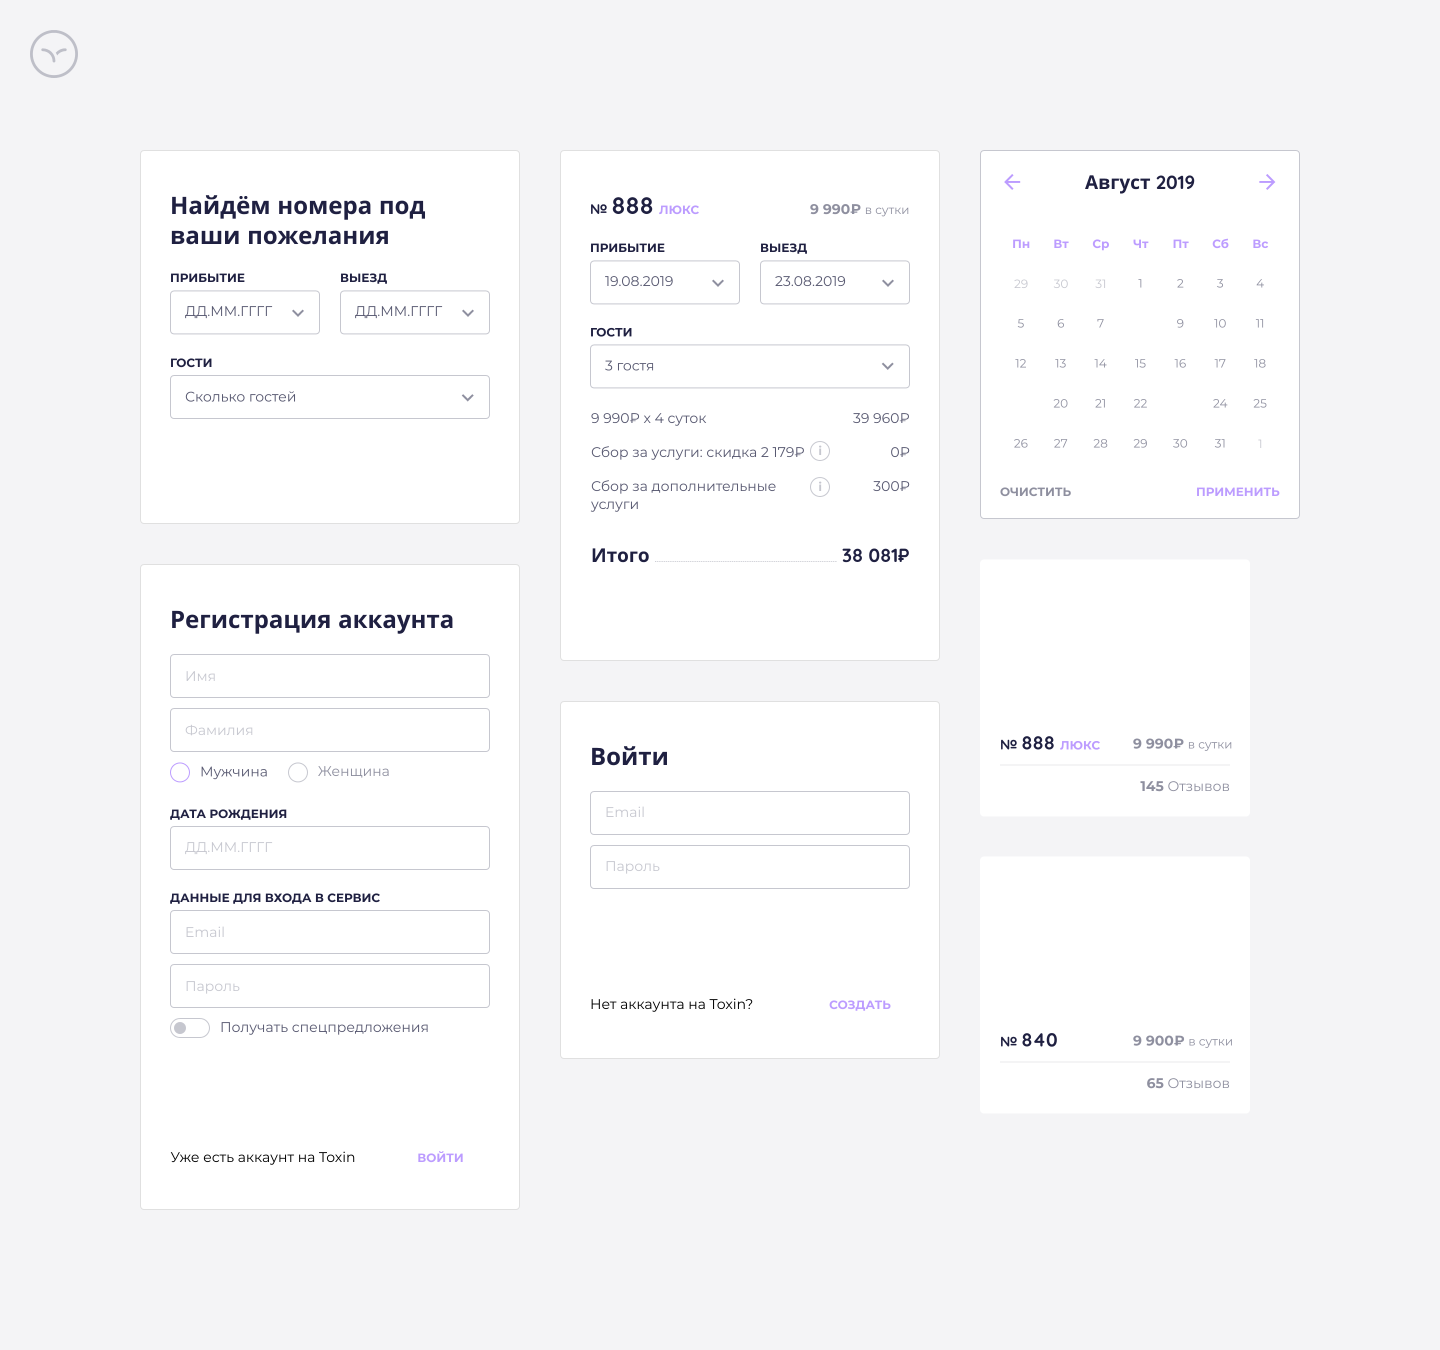 Найдём номера под
ваши пожелания
ПРИБЫТИЕ ВЫЕЗД
ДД.ММ.ГГГГ ДД.ММ.ГГГГ
ГОСТИ
Сколько гостей
Регистрация аккаунта
Имя
Фамилия
Мужчина Женщина
ДАТА РОЖДЕНИЯ
ДД.ММ.ГГГГ
ДАННЫЕ ДЛЯ ВХОДА В СЕРВИС
Email
Пароль
Получать спецпредложения
Уже есть аккаунт на Toxin ВОЙТИ
№ 888 ЛЮКС 9 990₽ в сутки
ПРИБЫТИЕ ВЫЕЗД
19.08.2019 23.08.2019
ГОСТИ
3 гостя
9 990₽ х 4 суток 39 960₽
Сбор за услуги: скидка 2 179₽ i 0₽
Сбор за дополнительные i 300₽
услуги
Итого 38 081₽
Войти
Email
Пароль
Нет аккаунта на Toxin? СОЗДАТЬ
Август 2019
Пн Вт Ср Чт Пт Сб Вс
29 30 31 1 2 3 4
5 6 7 9 10 11
12 13 14 15 16 17 18
20 21 22 24 25
26 27 28 29 30 31 1
ОЧИСТИТЬ ПРИМЕНИТЬ
№ 888 ЛЮКС 9 990₽ в сутки
145 Отзывов
№ 840 9 900₽ в сутки
65 Отзывов